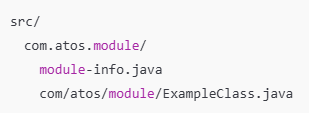 src/
com.atos.module/
module-info.java
com/atos/module/ExampleClass.java